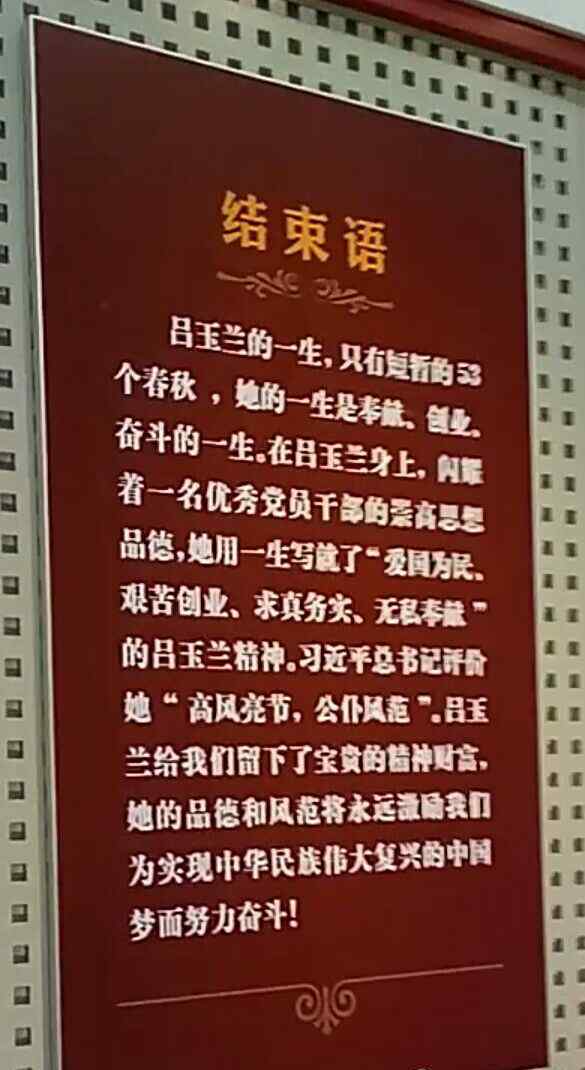 结束语
吕玉兰的一生，只有短暂的53
个春秋，她的一生是奉献、创业、
奋斗的一生。在吕玉兰身上，闪耀
着一名优秀党员干部的崇高思想
品德，她用一生写就了“爱国为民、
艰苦创业、求真务实、无私奉献”
的吕玉兰精神。习近平总书记评价
她“高风亮节，公仆风范”。吕玉
兰给我们留下了宝贵的精神财富，
她的品德和风范将永远激励我们
为实现中华民族伟大复兴的中国
梦而努力奋斗！